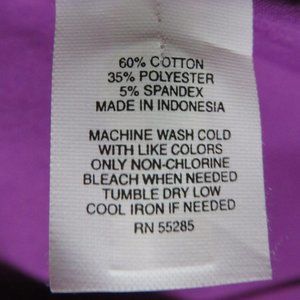 60% COTTON
35% POLYESTER
5% SPANDEX
MADE IN INDONESIA
MACHINE WASH COLD
WITH LIKE COLORS
ONLY NON-CHLORINE
BLEACH WHEN NEEDED
TUMBLE DRY LOW
COOL IRON IF NEEDED
RN 55285